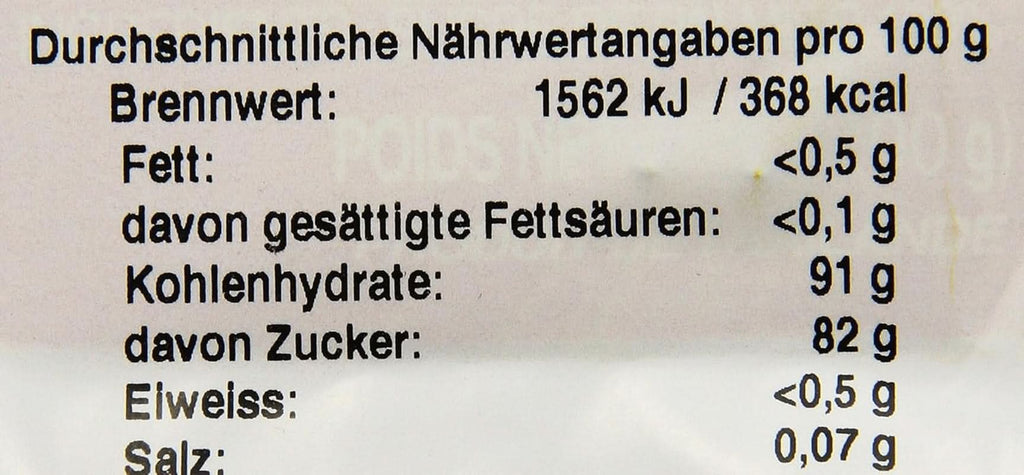 Durchschnittliche Nährwertangaben pro 100 g
Brennwert: 1562 kJ / 368 kcal
Fett: <0,5 g
davon gesättigte Fettsäuren: <0,1 g
Kohlenhydrate: 91 g
davon Zucker: 82 g
Eiweiss: <0,5 g
Salz: 0,07 g